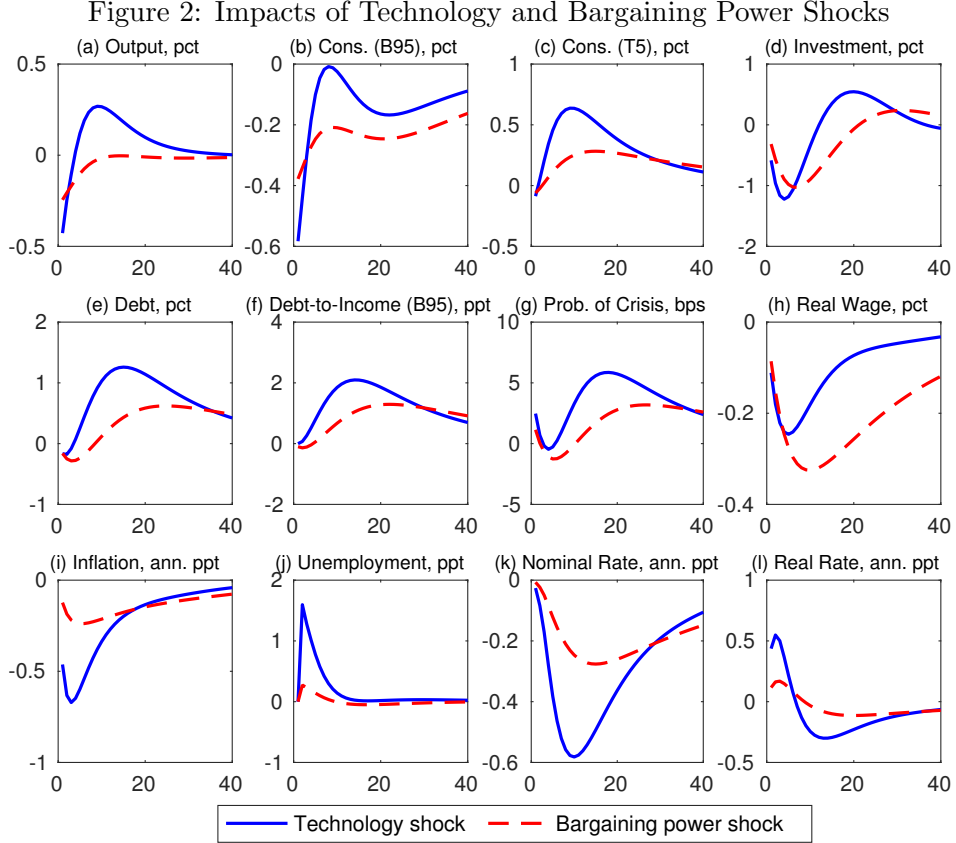 Figure 2: Impacts of Technology and Bargaining Power Shocks
(a) Output, pct (b) Cons. (B95), pct (c) Cons. (T5), pct (d) Investment, pct
0.5 0 1 1
-0.2 0.5 0
0
-0.4 0 -1
-0.5 -0.6 -0.5 -2
0 20 40 0 20 40 0 20 40 0 20 40
(e) Debt, pct (f) Debt-to-Income (B95), ppt (g) Prob. of Crisis, bps (h) Real Wage, pct
2 4 10 0
1 2 5
-0.2
0 0 0
-1 -2 -5 -0.4
0 20 40 0 20 40 0 20 40 0 20 40
(i) Inflation, ann. ppt (j) Unemployment, ppt (k) Nominal Rate, ann. ppt (l) Real Rate, ann. ppt
0 2 0 1
1 -0.2 0.5
-0.5
0 -0.4 0
-1 -1 -0.6 -0.5
0 20 40 0 20 40 0 20 40 0 20 40
Technology shock Bargaining power shock